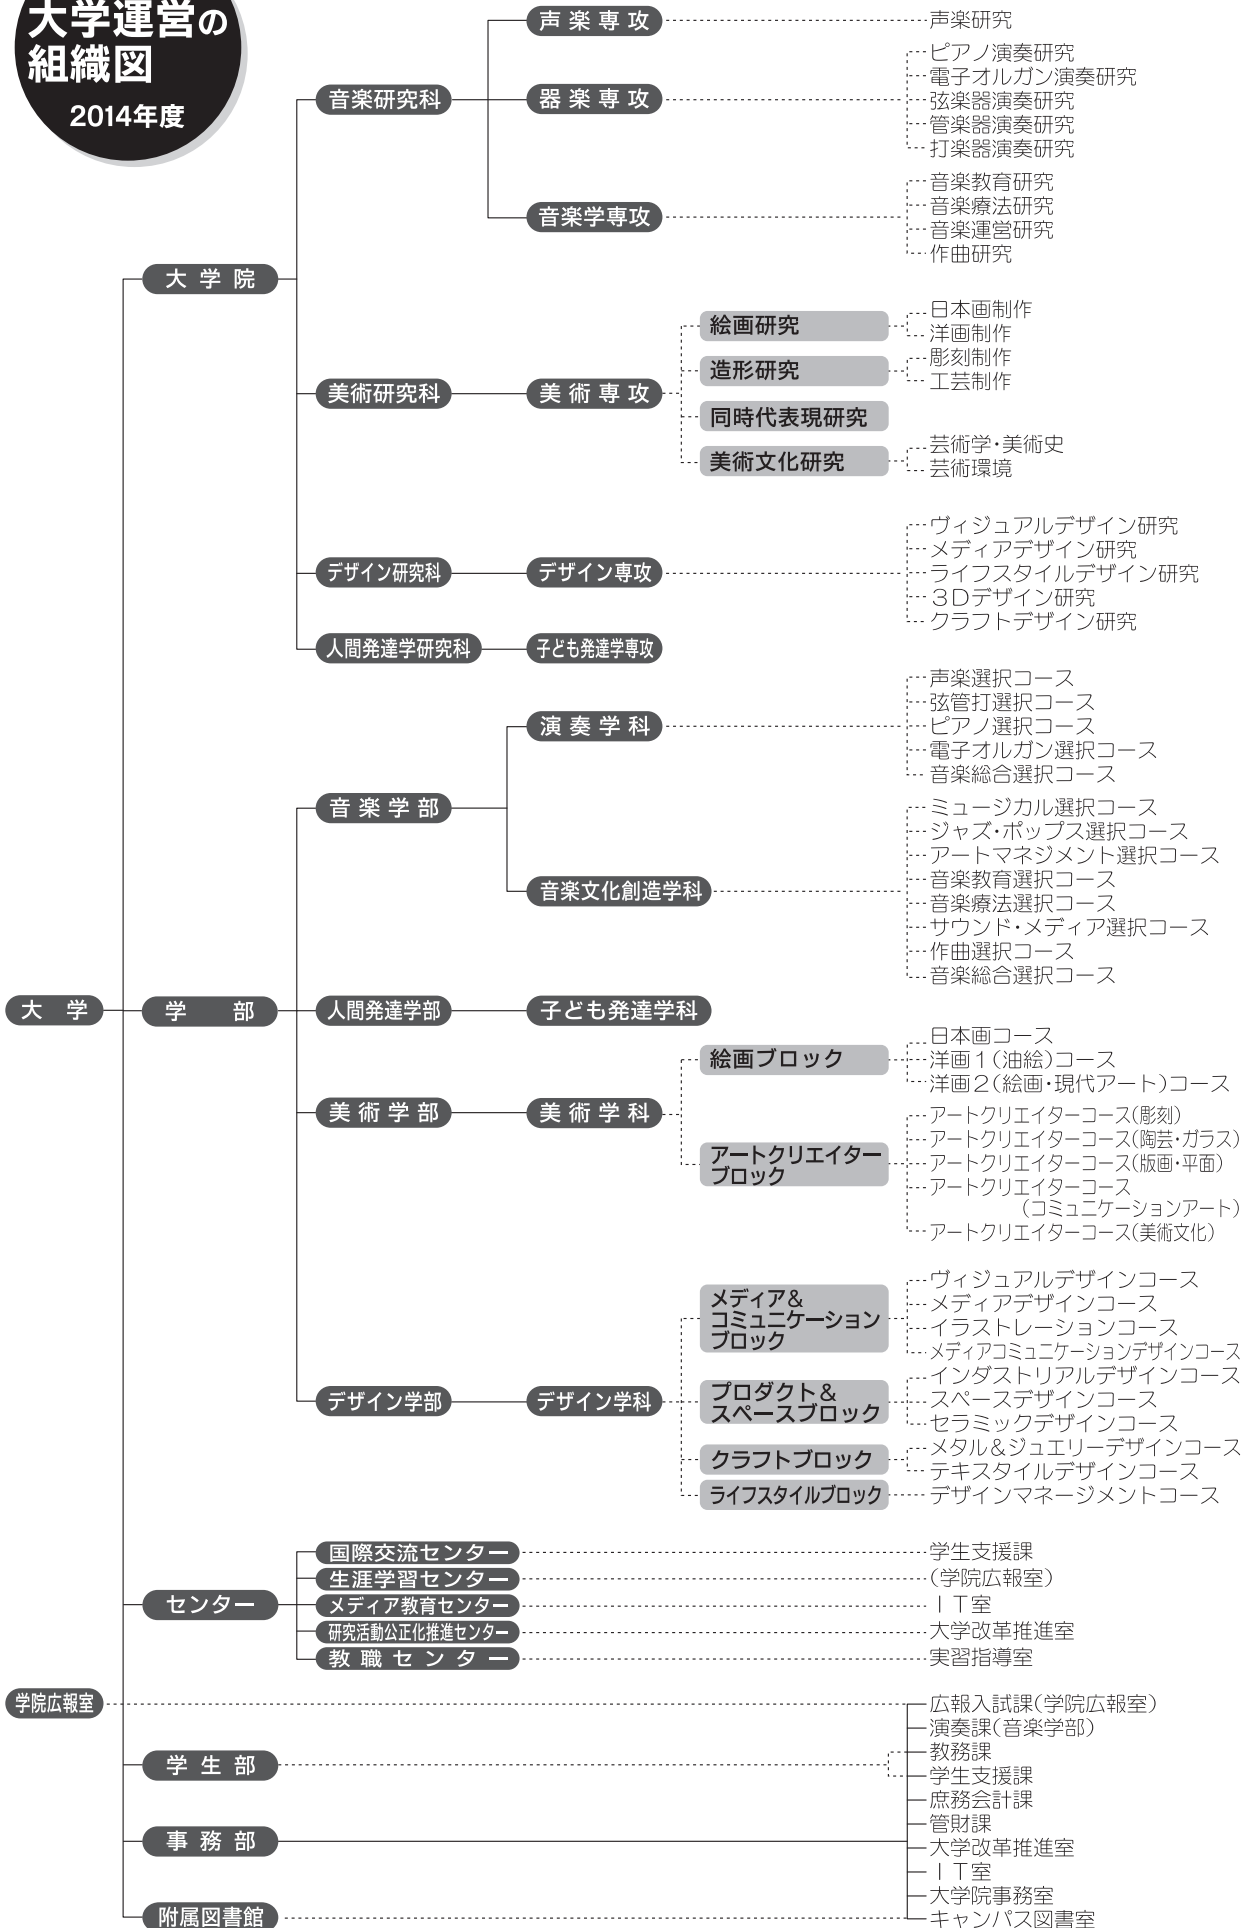 大学運営の
組織図
2014年度
大学
大学院
音楽研究科
声楽専攻
声楽研究
器楽専攻
ピアノ演奏研究
電子オルガン演奏研究
弦楽器演奏研究
管楽器演奏研究
打楽器演奏研究
音楽学専攻
音楽教育研究
音楽療法研究
音楽運営研究
作曲研究
美術研究科
美術専攻
絵画研究
日本画制作
洋画制作
造形研究
彫刻制作
工芸制作
同時代表現研究
美術文化研究
芸術学・美術史
芸術環境
デザイン研究科
デザイン専攻
ヴィジュアルデザイン研究
メディアデザイン研究
ライフスタイルデザイン研究
3Dデザイン研究
クラフトデザイン研究
人間発達学研究科
子ども発達学専攻
学部
音楽学部
演奏学科
声楽選択コース
弦管打選択コース
ピアノ選択コース
電子オルガン選択コース
音楽総合選択コース
音楽文化創造学科
ミュージカル選択コース
ジャズ・ポップス選択コース
アートマネジメント選択コース
音楽教育選択コース
音楽療法選択コース
サウンド・メディア選択コース
作曲選択コース
音楽総合選択コース
人間発達学部
子ども発達学科
美術学部
美術学科
絵画ブロック
日本画コース
洋画1(油絵)コース
洋画2(絵画・現代アート)コース
アートクリエイター
ブロック
アートクリエイターコース(彫刻)
アートクリエイターコース(陶芸・ガラス)
アートクリエイターコース(版画・平面)
アートクリエイターコース
(コミュニケーションアート)
アートクリエイターコース(美術文化)
デザイン学部
デザイン学科
メディア&
コミュニケーション
ブロック
ヴィジュアルデザインコース
メディアデザインコース
イラストレーションコース
メディアコミュニケーションデザインコース
プロダクト&
スペースブロック
インダストリアルデザインコース
スペースデザインコース
セラミックデザインコース
クラフトブロック
メタル&ジュエリーデザインコース
テキスタイルデザインコース
ライフスタイルブロック
デザインマネージメントコース
センター
国際交流センター
学生支援課
生涯学習センター
(学院広報室)
メディア教育センター
IT室
研究活動公正化推進センター
大学改革推進室
教職センター
実習指導室
学院広報室
学生部
事務部
附属図書館
広報入試課(学院広報室)
演奏課(音楽学部)
教務課
学生支援課
庶務会計課
管財課
大学改革推進室
IT室
大学院事務室
キャンパス図書室